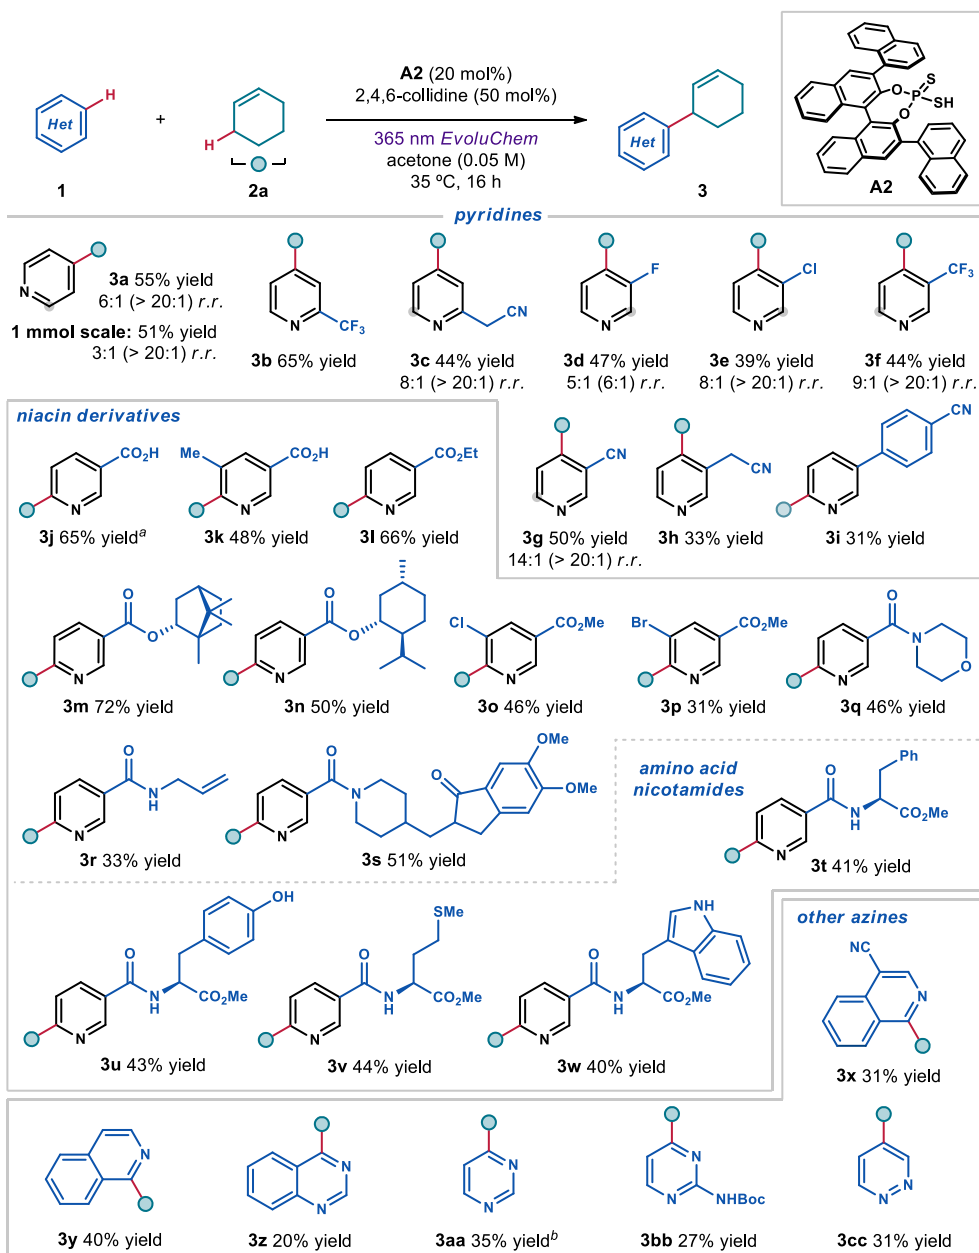 A2 (20 mol%)
2,4,6-collidine (50 mol%)
365 nm EvoluChem
acetone (0.05 M)
35 ºC, 16 h
Het
H
1
+
H
2a
Het
3
O
O
P
S
SH
A2
pyridines
N
3a 55% yield
6:1 (> 20:1) r.r.
1 mmol scale: 51% yield
3:1 (> 20:1) r.r.
N
CF3
3b 65% yield
N
CN
3c 44% yield
8:1 (> 20:1) r.r.
F
N
3d 47% yield
5:1 (6:1) r.r.
Cl
N
3e 39% yield
8:1 (> 20:1) r.r.
CF3
N
3f 44% yield
9:1 (> 20:1) r.r.
niacin derivatives
CO2H
N
3j 65% yielda
Me
CO2H
N
3k 48% yield
CO2Et
N
3l 66% yield
CN
N
3g 50% yield
14:1 (> 20:1) r.r.
CN
N
3h 33% yield
CN
N
3i 31% yield
O
O
N
3m 72% yield
O
O
N
3n 50% yield
Cl
CO2Me
N
3o 46% yield
Br
CO2Me
N
3p 31% yield
O
N
O
N
3q 46% yield
O
N
H
N
3r 33% yield
O
N
O
OMe
OMe
N
3s 51% yield
amino acid
nicotamides
Ph
O
N
H
CO2Me
N
3t 41% yield
OH
O
N
H
CO2Me
N
3u 43% yield
SMe
O
N
H
CO2Me
N
3v 44% yield
NH
O
N
H
CO2Me
N
3w 40% yield
other azines
CN
N
3x 31% yield
N
3y 40% yield
N
N
3z 20% yield
N
N
3aa 35% yieldb
N
N
NHBoc
3bb 27% yield
N
N
3cc 31% yield